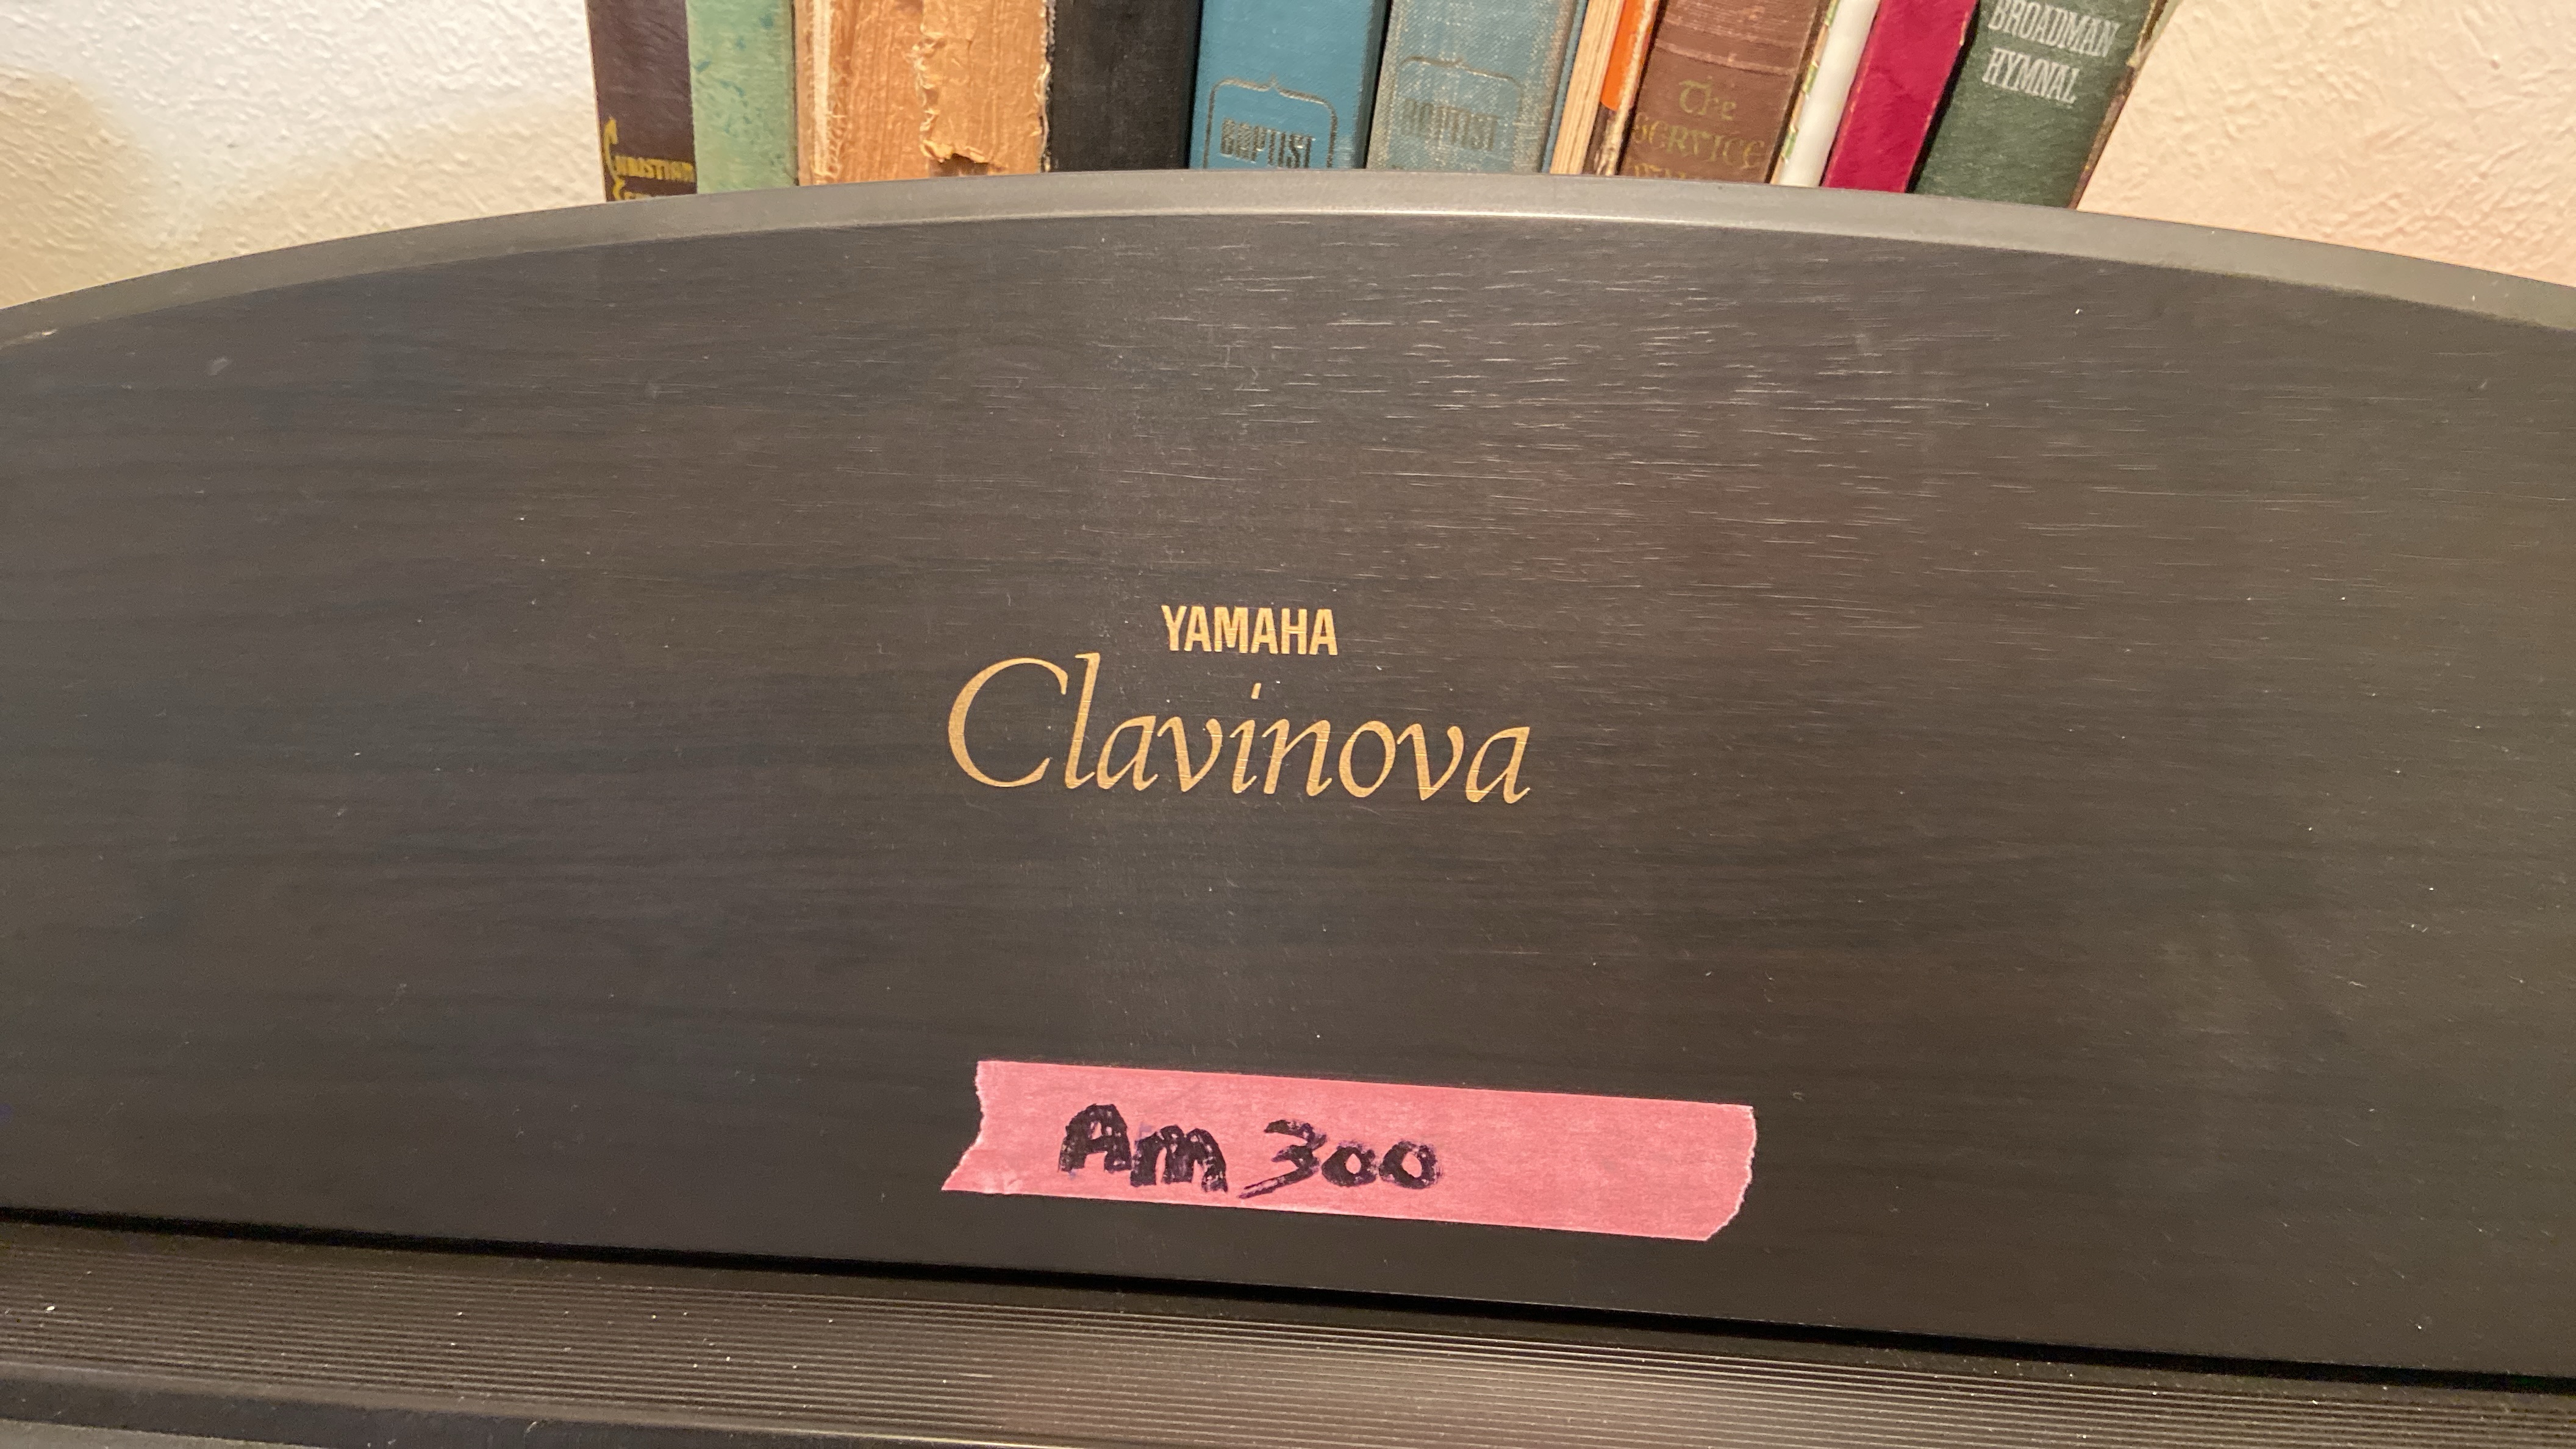 CHRISTIAN
BAPTIST
BAPTIST
The
SERVICE
BROADMAN
HYMNAL
YAMAHA
Clavinova
Am 300